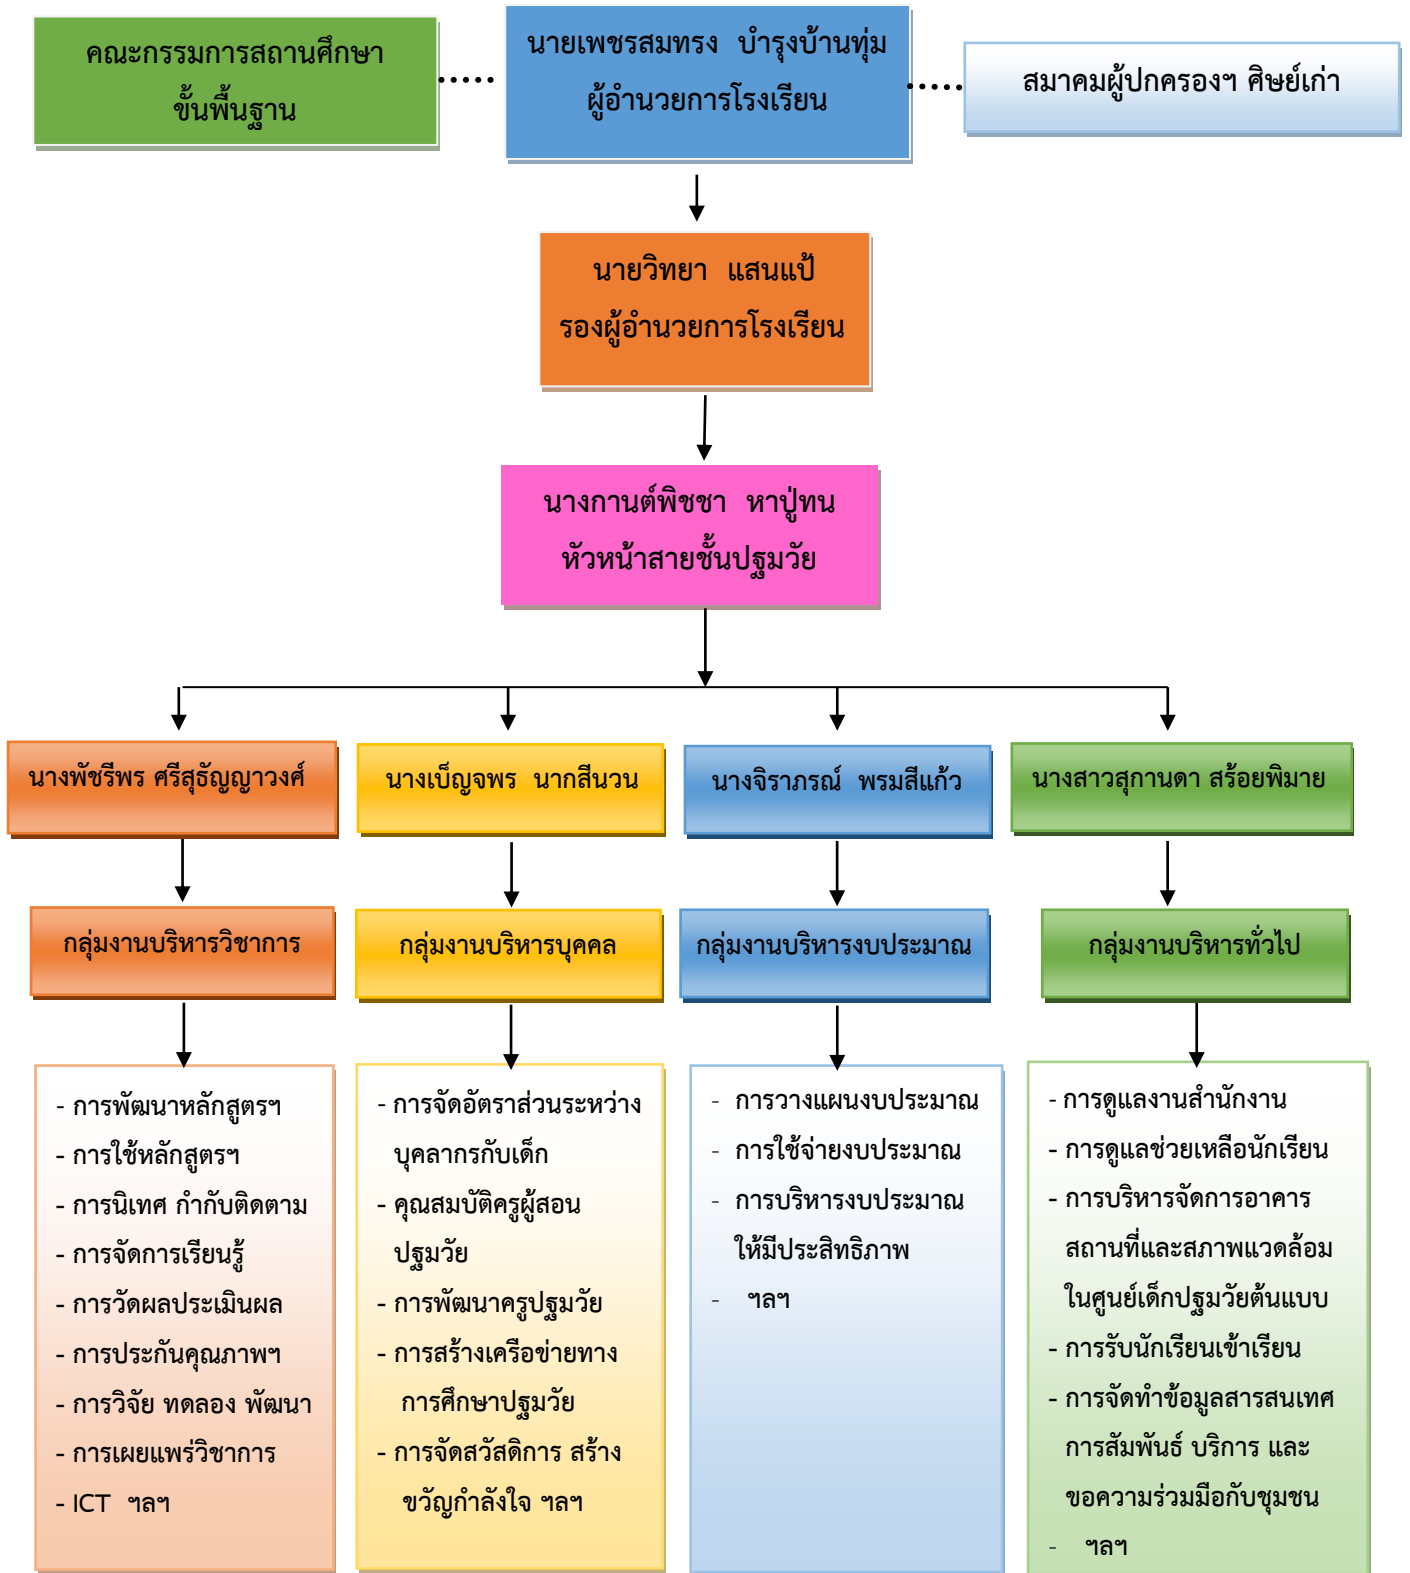 คณะกรรมการสถานศึกษา
ขั้นพื้นฐาน
นายเพชรสมทรง บำรุงบ้านทุ่ม
ผู้อำนวยการโรงเรียน
สมาคมผู้ปกครองฯ ศิษย์เก่า
นายวิทยา แสนแป้
รองผู้อำนวยการโรงเรียน
นางกานต์พิชชา หาปู่ทน
หัวหน้าสายชั้นปฐมวัย
นางพัชรีพร ศรีสุธัญญาวงศ์
นางเบ็ญจพร นากสีนวน
นางจิราภรณ์ พรมสีแก้ว
นางสาวสุกานดา สร้อยพิมาย
กลุ่มงานบริหารวิชาการ
กลุ่มงานบริหารบุคคล
กลุ่มงานบริหารงบประมาณ
กลุ่มงานบริหารทั่วไป
- การพัฒนาหลักสูตรฯ
- การใช้หลักสูตรฯ
- การนิเทศ กำกับติดตาม
- การจัดการเรียนรู้
- การวัดผลประเมินผล
- การประกันคุณภาพฯ
- การวิจัย ทดลอง พัฒนา
- การเผยแพร่วิชาการ
- ICT ฯลฯ
- การจัดอัตราส่วนระหว่าง
บุคลากรกับเด็ก
- คุณสมบัติครูผู้สอน
ปฐมวัย
- การพัฒนาครูปฐมวัย
- การสร้างเครือข่ายทาง
การศึกษาปฐมวัย
- การจัดสวัสดิการ สร้าง
ขวัญกำลังใจ ฯลฯ
- การวางแผนงบประมาณ
- การใช้จ่ายงบประมาณ
- การบริหารงบประมาณ
ให้มีประสิทธิภาพ
- ฯลฯ
- การดูแลงานสำนักงาน
- การดูแลช่วยเหลือนักเรียน
- การบริหารจัดการอาคาร
สถานที่และสภาพแวดล้อม
ในศูนย์เด็กปฐมวัยต้นแบบ
- การรับนักเรียนเข้าเรียน
- การจัดทำข้อมูลสารสนเทศ
การสัมพันธ์ บริการ และ
ขอความร่วมมือกับชุมชน
- ฯลฯ